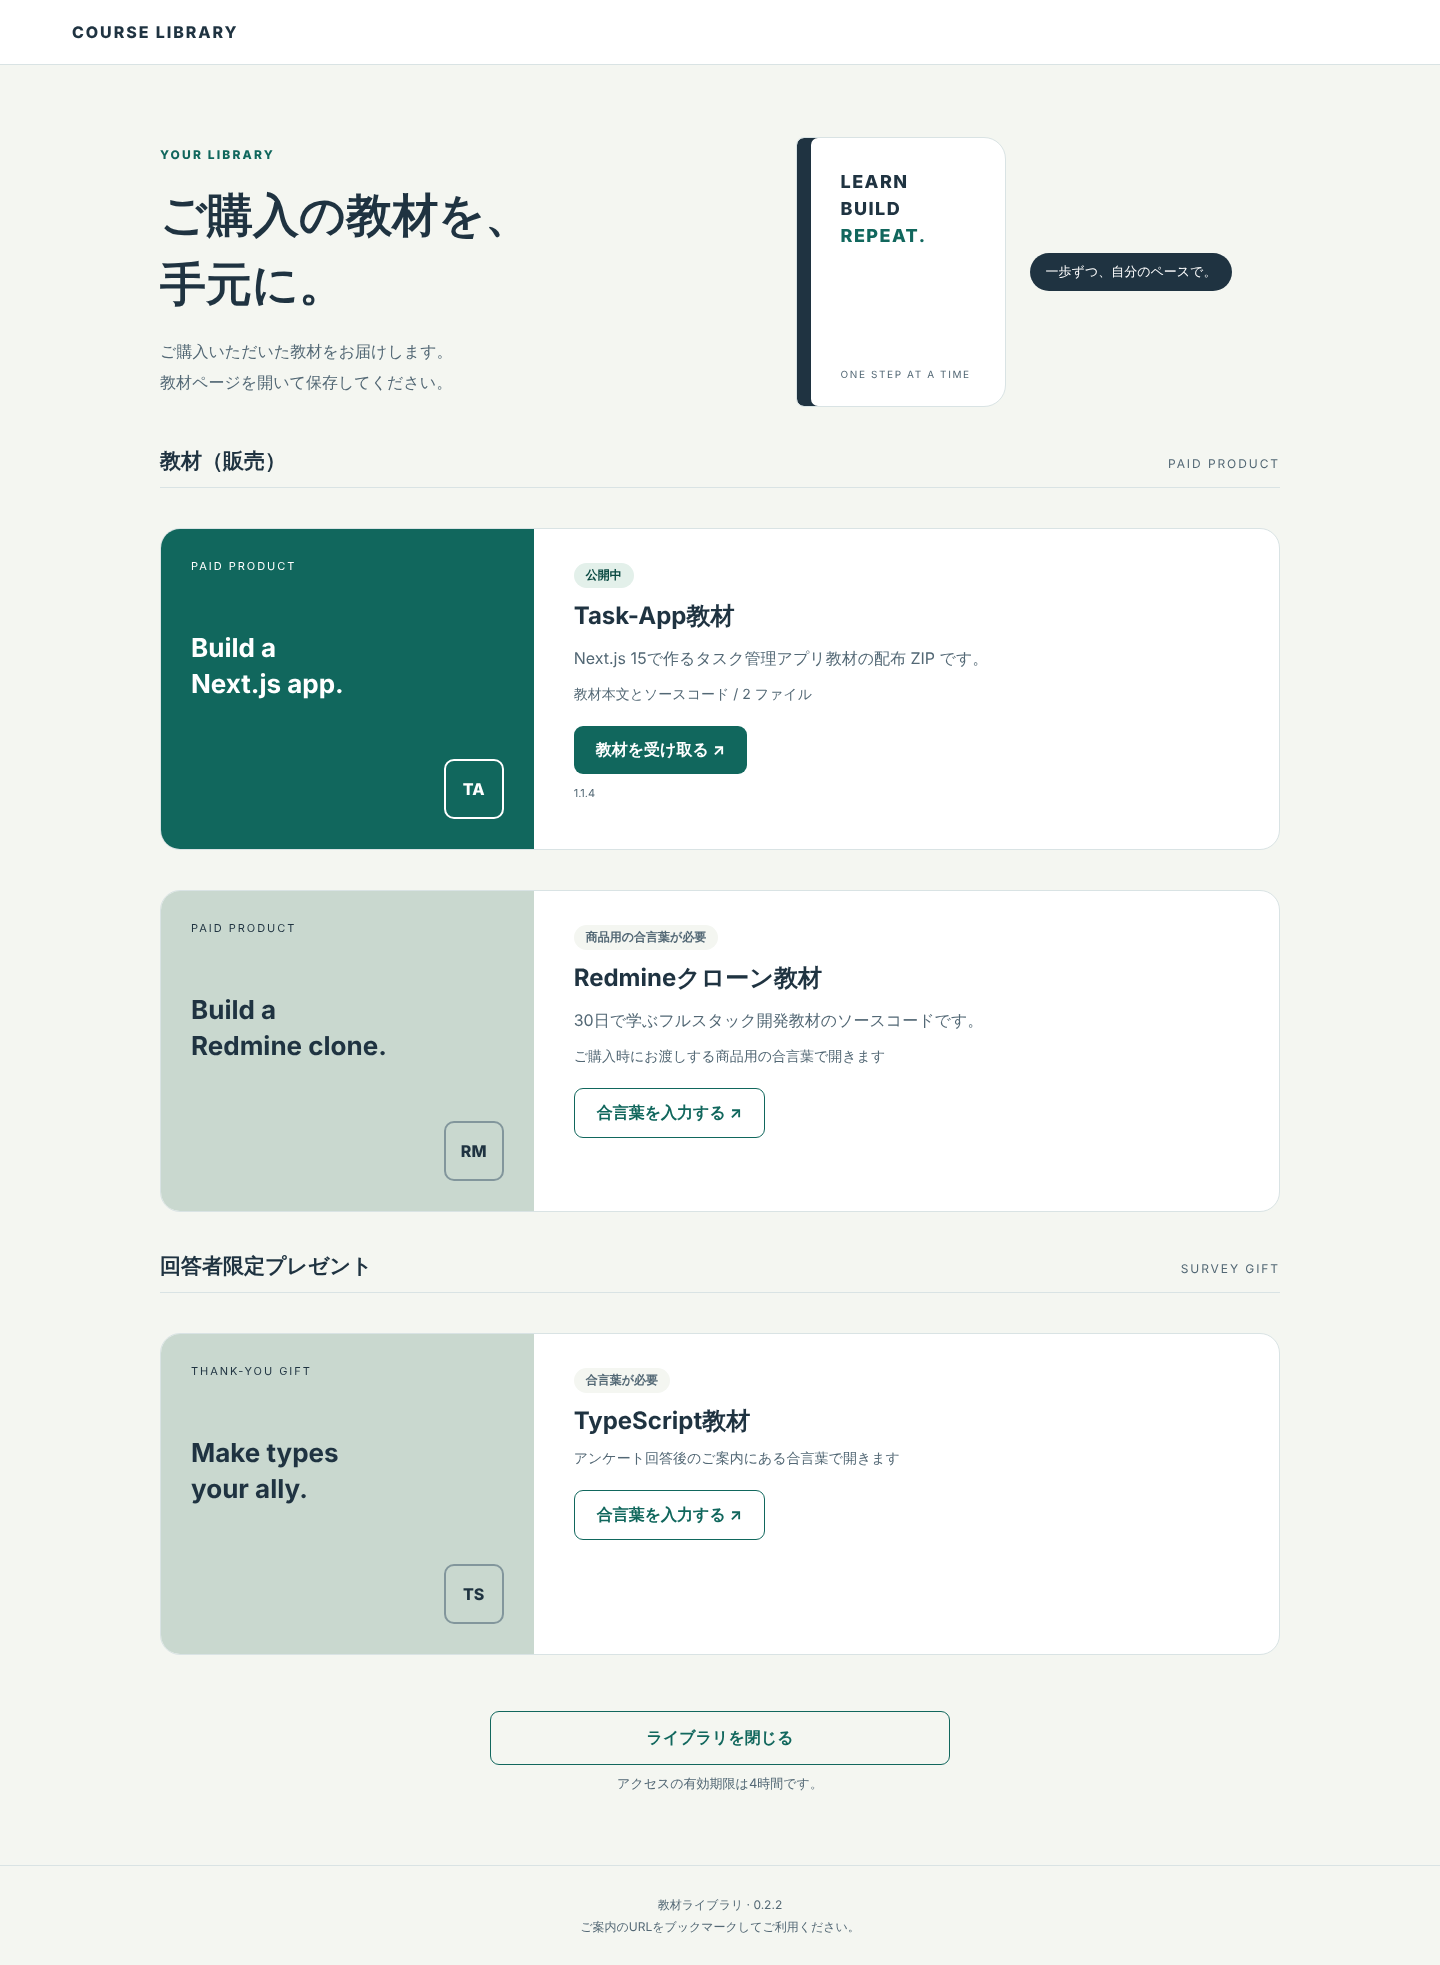 COURSE LIBRARY
YOUR LIBRARY
ご購入の教材を、
手元に。
ご購入いただいた教材をお届けします。
教材ページを開いて保存してください。
LEARN
BUILD
REPEAT.
ONE STEP AT A TIME
一歩ずつ、自分のペースで。
教材（販売）
PAID PRODUCT
PAID PRODUCT
Build a
Next.js app.
TA
公開中
Task-App教材
Next.js 15で作るタスク管理アプリ教材の配布 ZIP です。
教材本文とソースコード / 2 ファイル
教材を受け取る ↗
1.1.4
PAID PRODUCT
Build a
Redmine clone.
RM
商品用の合言葉が必要
Redmineクローン教材
30日で学ぶフルスタック開発教材のソースコードです。
ご購入時にお渡しする商品用の合言葉で開きます
合言葉を入力する ↗
回答者限定プレゼント
SURVEY GIFT
THANK-YOU GIFT
Make types
your ally.
TS
合言葉が必要
TypeScript教材
アンケート回答後のご案内にある合言葉で開きます
合言葉を入力する ↗
ライブラリを閉じる
アクセスの有効期限は4時間です。
教材ライブラリ · 0.2.2
ご案内のURLをブックマークしてご利用ください。